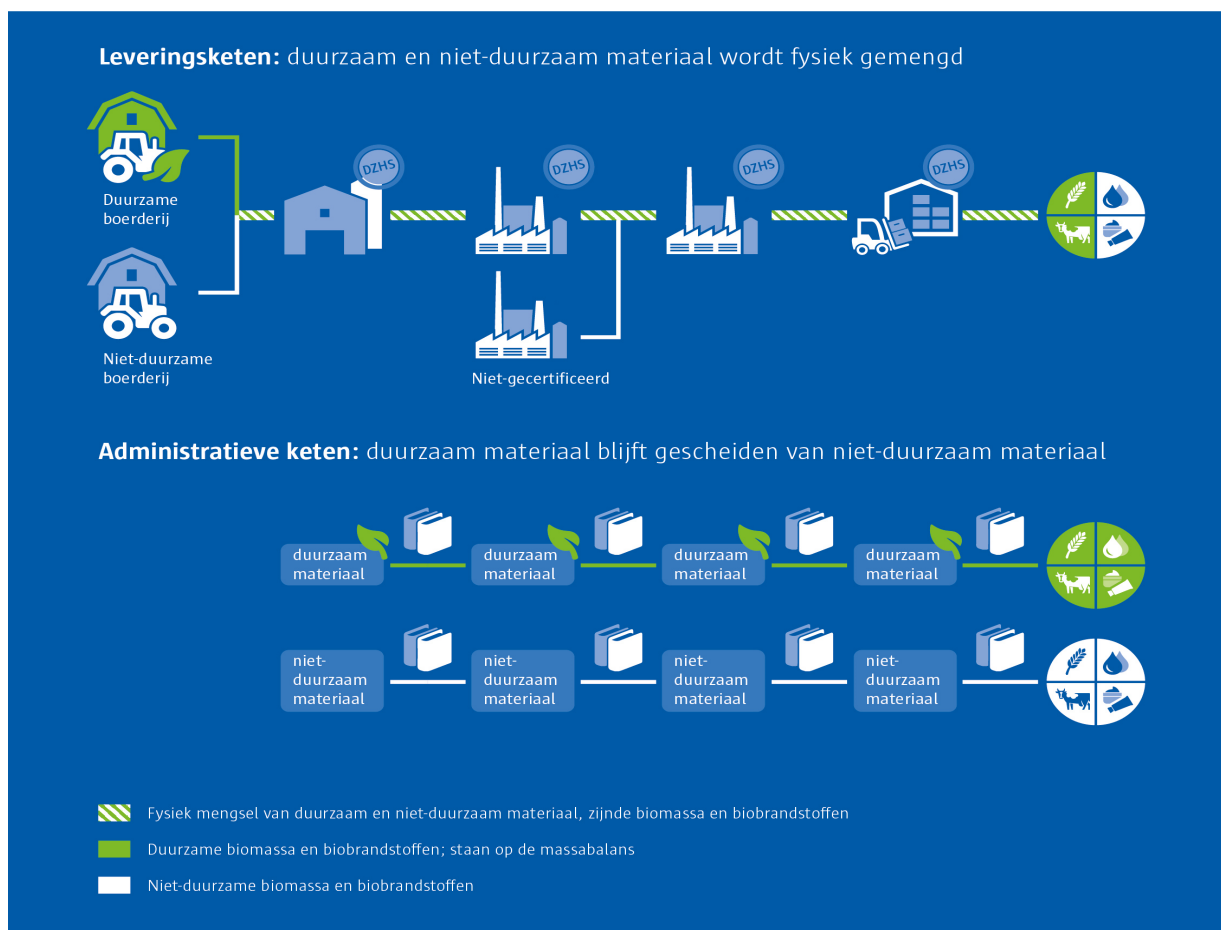 Leveringsketen: duurzaam en niet-duurzaam materiaal wordt fysiek gemengd
DZHS
DZHS
DZHS
DZHS
Duurzame
boerderij
Niet-duurzame
boerderij
Niet-gecertificeerd
Administratieve keten: duurzaam materiaal blijft gescheiden van niet-duurzaam materiaal
duurzaam
materiaal
duurzaam
materiaal
duurzaam
materiaal
duurzaam
materiaal
niet-
duurzaam
materiaal
niet-
duurzaam
materiaal
niet-
duurzaam
materiaal
niet-
duurzaam
materiaal
Fysiek mengsel van duurzaam en niet-duurzaam materiaal, zijnde biomassa en biobrandstoffen
Duurzame biomassa en biobrandstoffen; staan op de massabalans
Niet-duurzame biomassa en biobrandstoffen